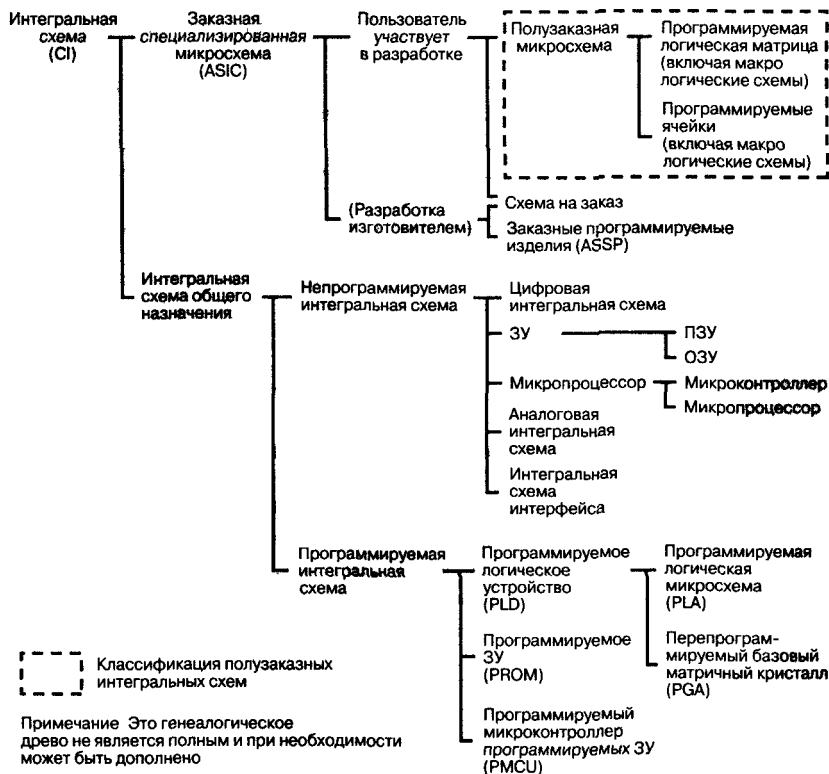 Интегральная
схема
(CI)
Заказная
специализированная
микросхема
(ASIC)
Пользователь
участвует
в разработке
Полузаказная
микросхема
Программируемая
логическая матрица
(включая макро
логические схемы)
Программируемые
ячейки
(включая макро
логические схемы)
(Разработка
изготовителем)
Схема на заказ
Заказные программируемые
изделия (ASSP)
Интегральная
схема общего
назначения
Непрограммируемая
интегральная схема
Цифровая
интегральная схема
ЗУ
ПЗУ
ОЗУ
Микропроцессор
Микроконтроллер
Микропроцессор
Аналоговая
интегральная
схема
Интегральная
схема
интерфейса
Программируемая
интегральная
схема
Программируемое
логическое
устройство
(PLD)
Программируемая
логическая
микросхема
(PLA)
Перепрограм-
мируемый базовый
матричный кристалл
(PGA)
Программируемое
ЗУ
(PROM)
Программируемый
микроконтроллер
программируемых ЗУ
(PMCU)
Классификация полузаказных
интегральных схем
Примечание Это генеалогическое
древо не является полным и при необходимости
может быть дополнено